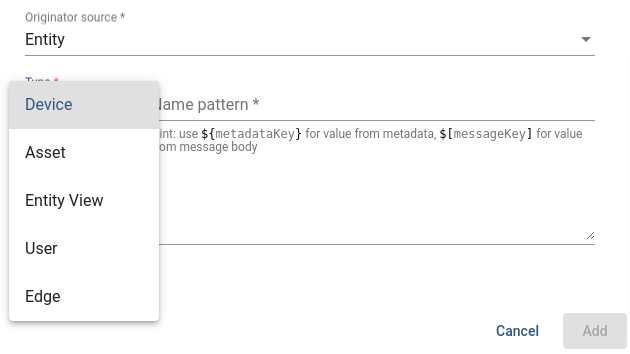 Originator source *
Entity
Type *
Device
Name pattern *
int: use ${metadataKey} for value from metadata, $[messageKey] for value
om message body
Asset
Entity View
User
Edge
Cancel
Add